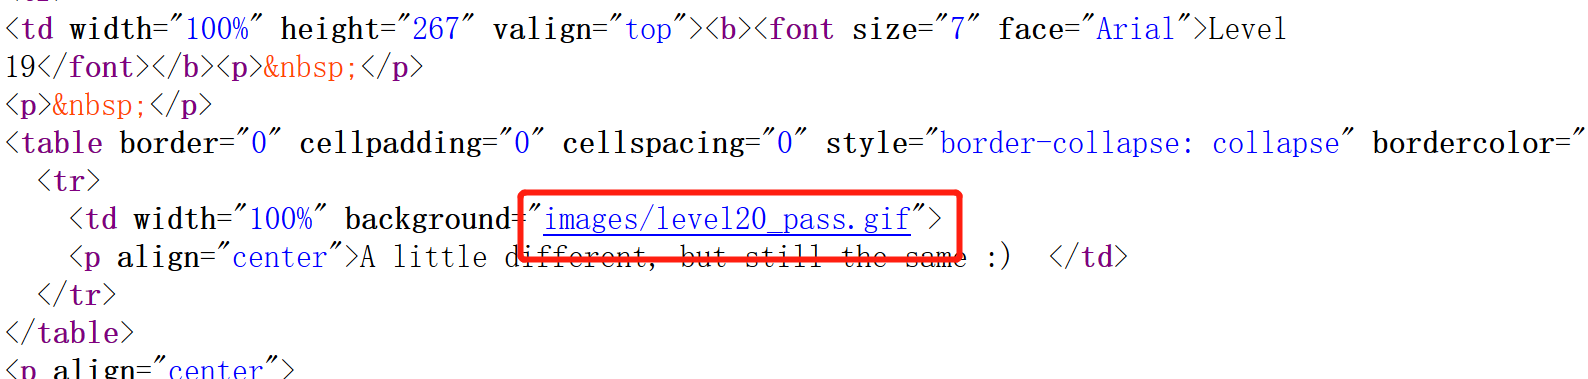 <td width="100%" height="267" valign="top"><b><font size="7" face="Arial">Level
19</font></b><p>&nbsp;</p>
<p>&nbsp;</p>
<table border="0" cellpadding="0" cellspacing="0" style="border-collapse: collapse" bordercolor="
<tr>
<td width="100%" background="images/level20_pass.gif">
<p align="center">A little different, but still the same :)  </td>
</tr>
</table>
<p align="center">